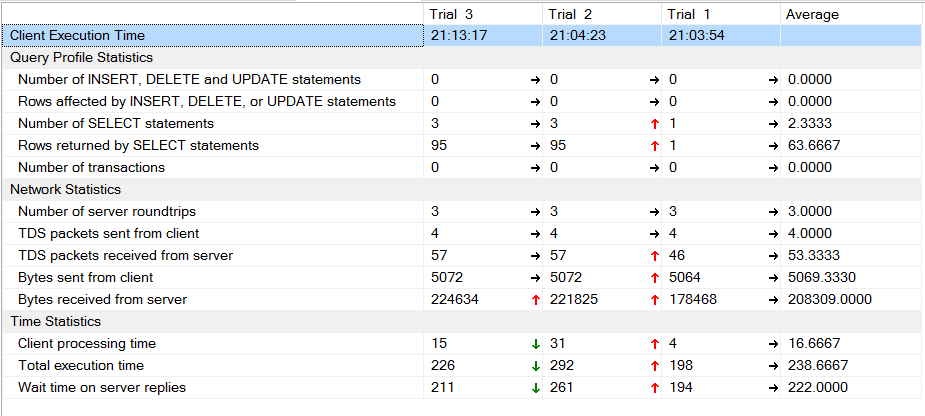 Trial 3 Trial 2 Trial 1 Average
Client Execution Time 21:13:17 21:04:23 21:03:54
Query Profile Statistics
Number of INSERT, DELETE and UPDATE statements 0 → 0 → 0 → 0.0000
Rows affected by INSERT, DELETE, or UPDATE statements 0 → 0 → 0 → 0.0000
Number of SELECT statements 3 → 3 ↑ 1 → 2.3333
Rows returned by SELECT statements 95 → 95 ↑ 1 → 63.6667
Number of transactions 0 → 0 → 0 → 0.0000
Network Statistics
Number of server roundtrips 3 → 3 → 3 → 3.0000
TDS packets sent from client 4 → 4 → 4 → 4.0000
TDS packets received from server 57 → 57 ↑ 46 → 53.3333
Bytes sent from client 5072 → 5072 ↑ 5064 → 5069.3330
Bytes received from server 224634 ↑ 221825 ↑ 178468 → 208309.0000
Time Statistics
Client processing time 15 ↓ 31 ↑ 4 → 16.6667
Total execution time 226 ↓ 292 ↑ 198 → 238.6667
Wait time on server replies 211 ↓ 261 ↑ 194 → 222.0000